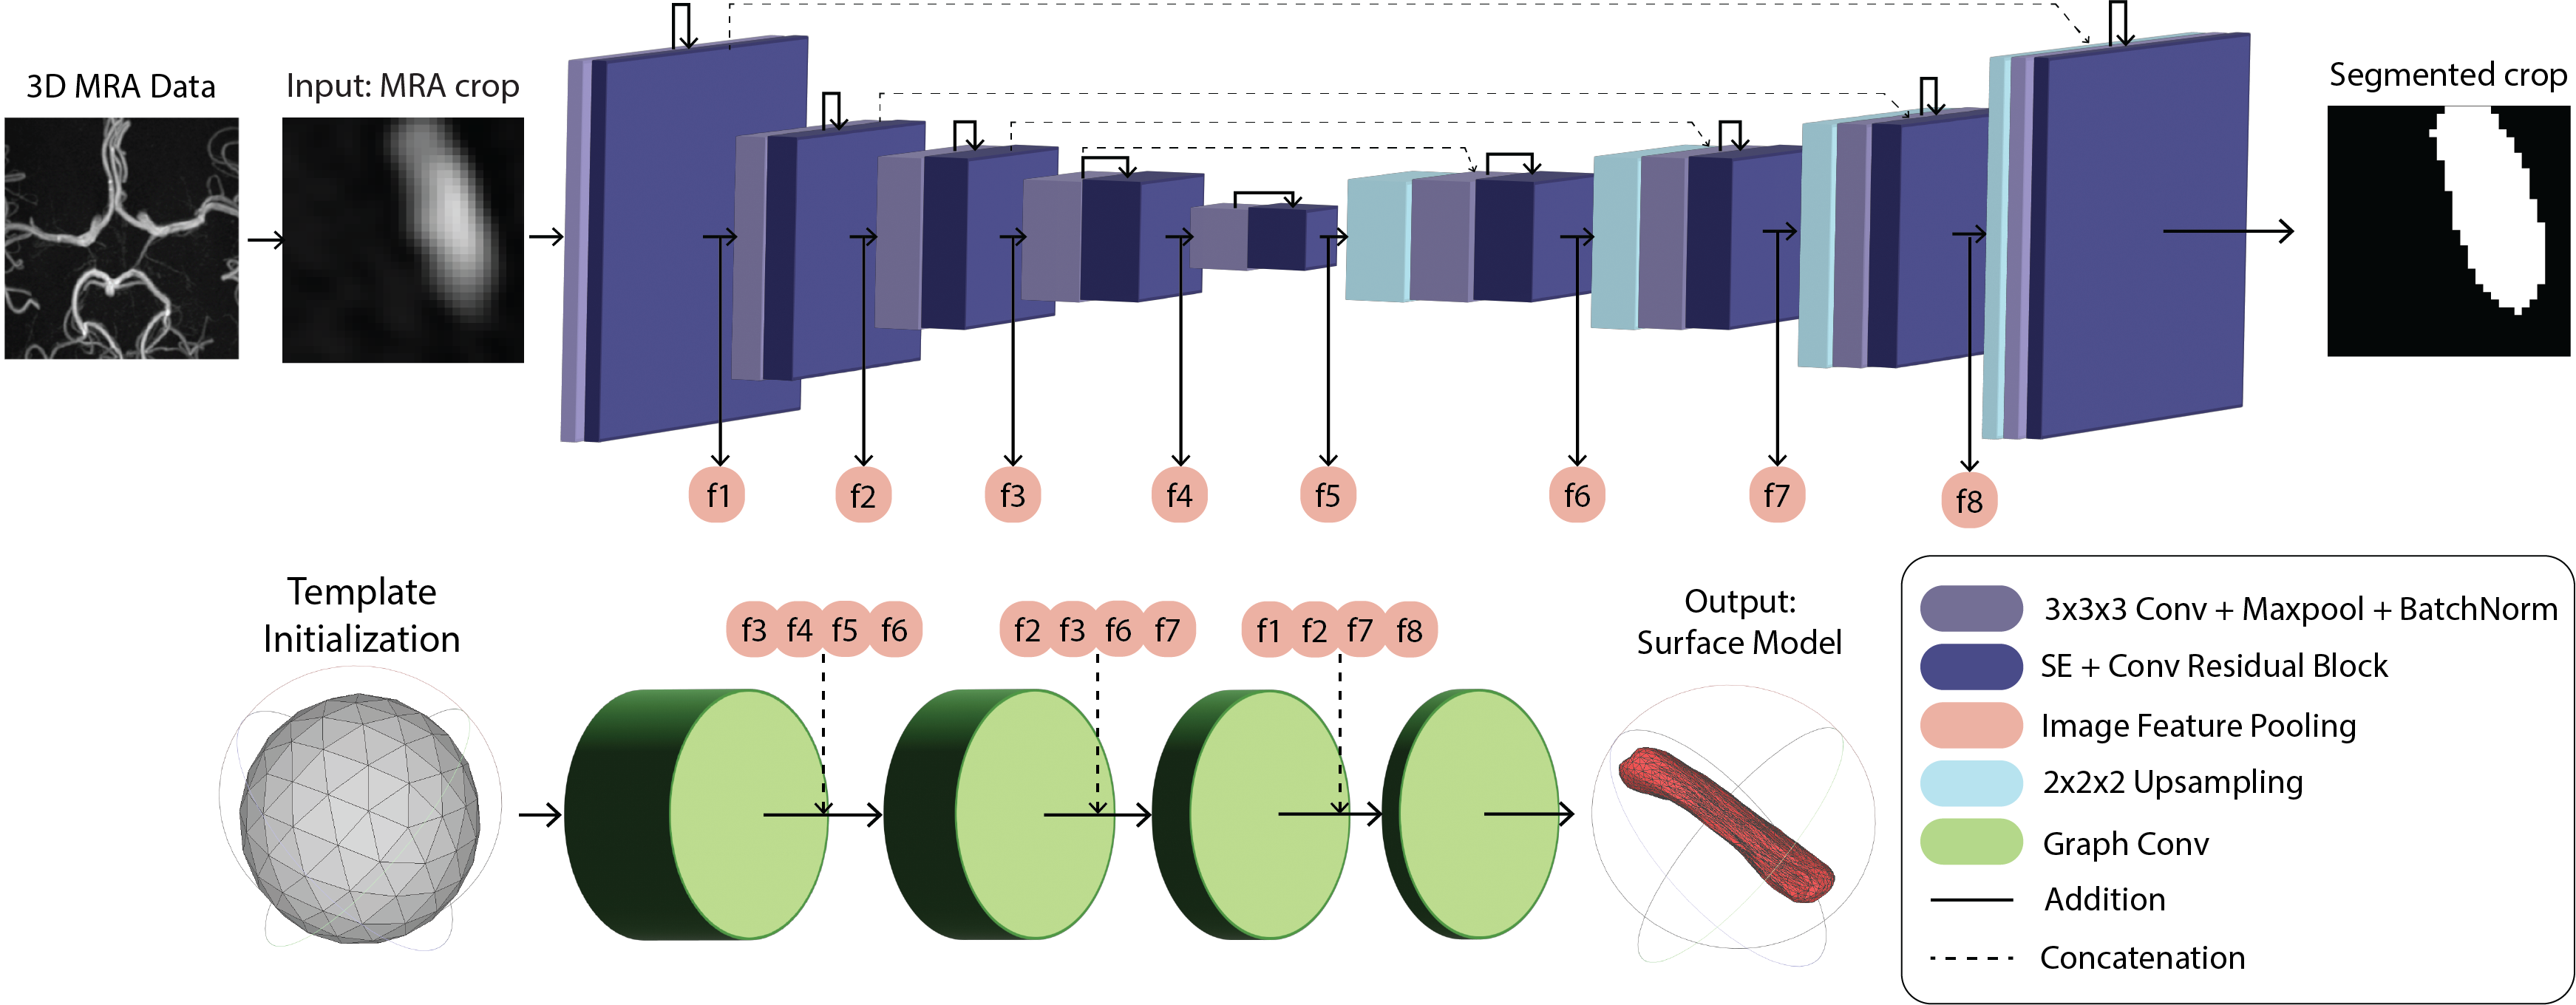 3D MRA Data
Input: MRA crop
Segmented crop
f1
f2
f3
f4
f5
f6
f7
f8
Template
Initialization
f3 f4 f5 f6
f2 f3 f6 f7
f1 f2 f7 f8
Output:
Surface Model
3x3x3 Conv + Maxpool + BatchNorm
SE + Conv Residual Block
Image Feature Pooling
2x2x2 Upsampling
Graph Conv
Addition
Concatenation